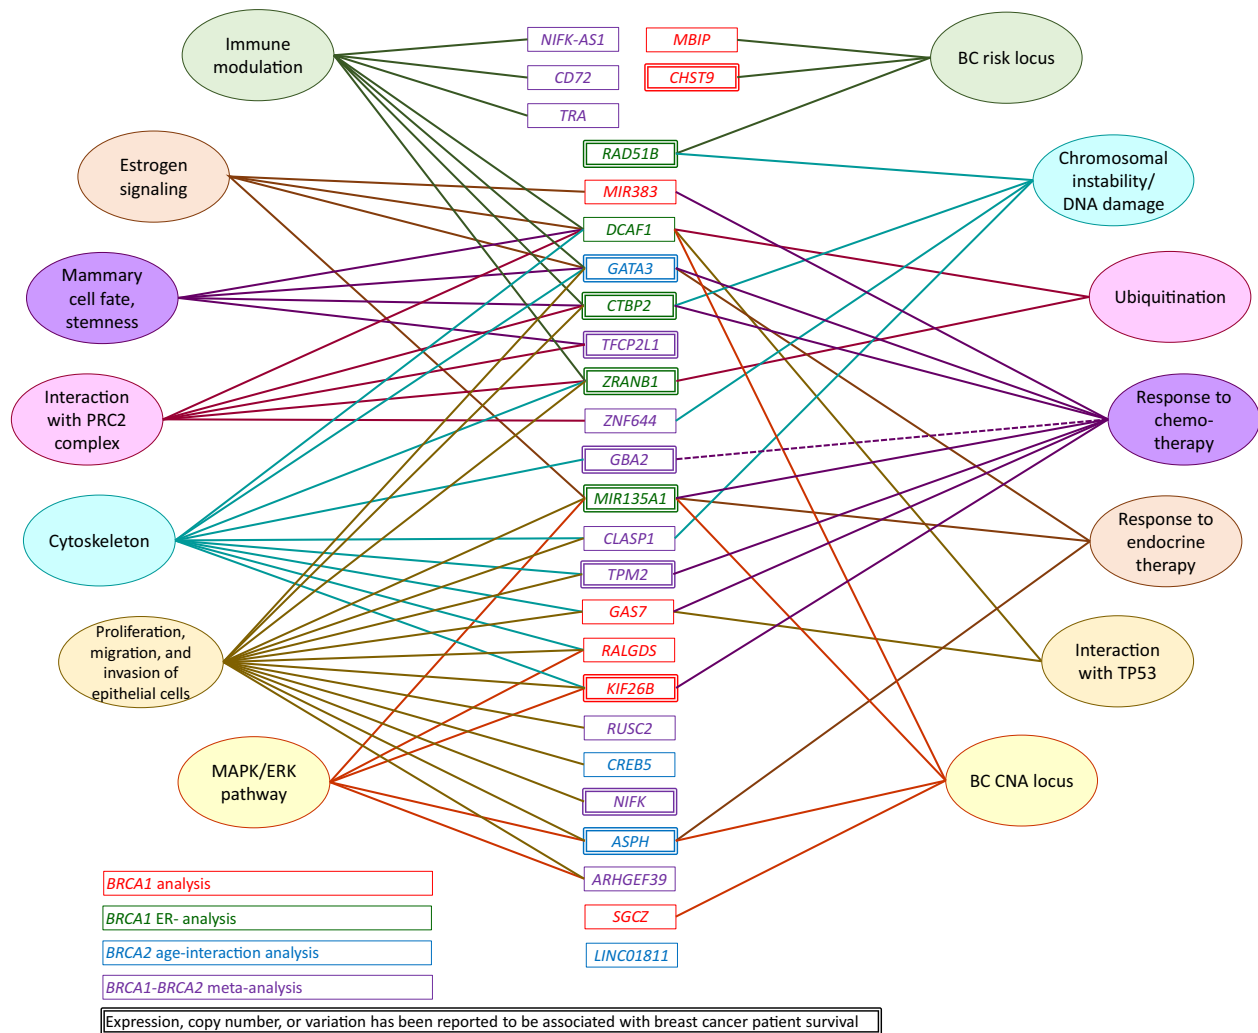 Immune
modulation
Estrogen
signaling
Mammary
cell fate,
stemness
Interaction
with PRC2
complex
Cytoskeleton
Proliferation,
migration, and
invasion of
epithelial cells
MAPK/ERK
pathway
NIFK-AS1
CD72
TRA
MBIP
CHST9
RAD51B
MIR383
DCAF1
GATA3
CTBP2
TFCP2L1
ZRANB1
ZNF644
GBA2
MIR135A1
CLASP1
TPM2
GAS7
RALGDS
KIF26B
RUSC2
CREB5
NIFK
ASPH
ARHGEF39
SGCZ
LINC01811
BC risk locus
Chromosomal
instability/
DNA damage
Ubiquitination
Response to
chemo-
therapy
Response to
endocrine
therapy
Interaction
with TP53
BC CNA locus
BRCA1 analysis
BRCA1 ER- analysis
BRCA2 age-interaction analysis
BRCA1-BRCA2 meta-analysis
Expression, copy number, or variation has been reported to be associated with breast cancer patient survival